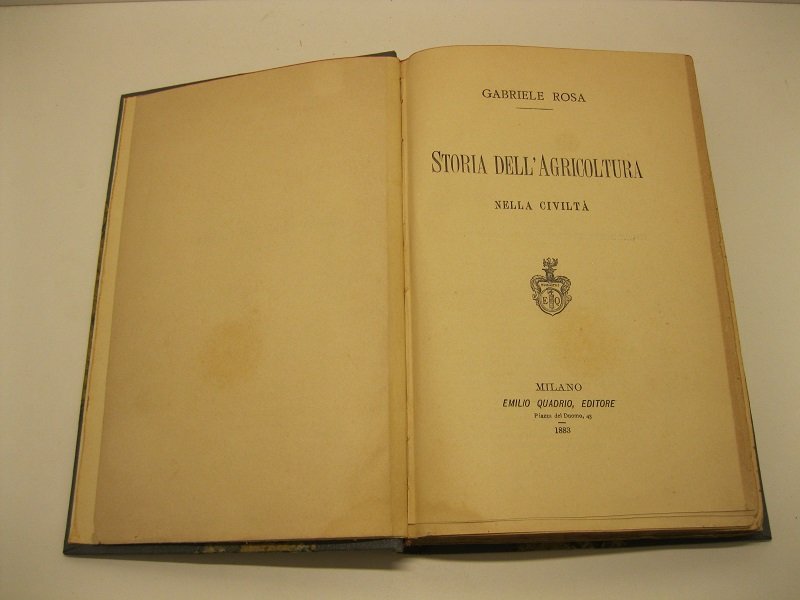 GABRIELE ROSA
STORIA DELL'AGRICOLTURA
NELLA CIVILTÀ
E Q
MILANO
EMILIO QUADRIO, EDITORE
Piazza del Duomo, 45
1883